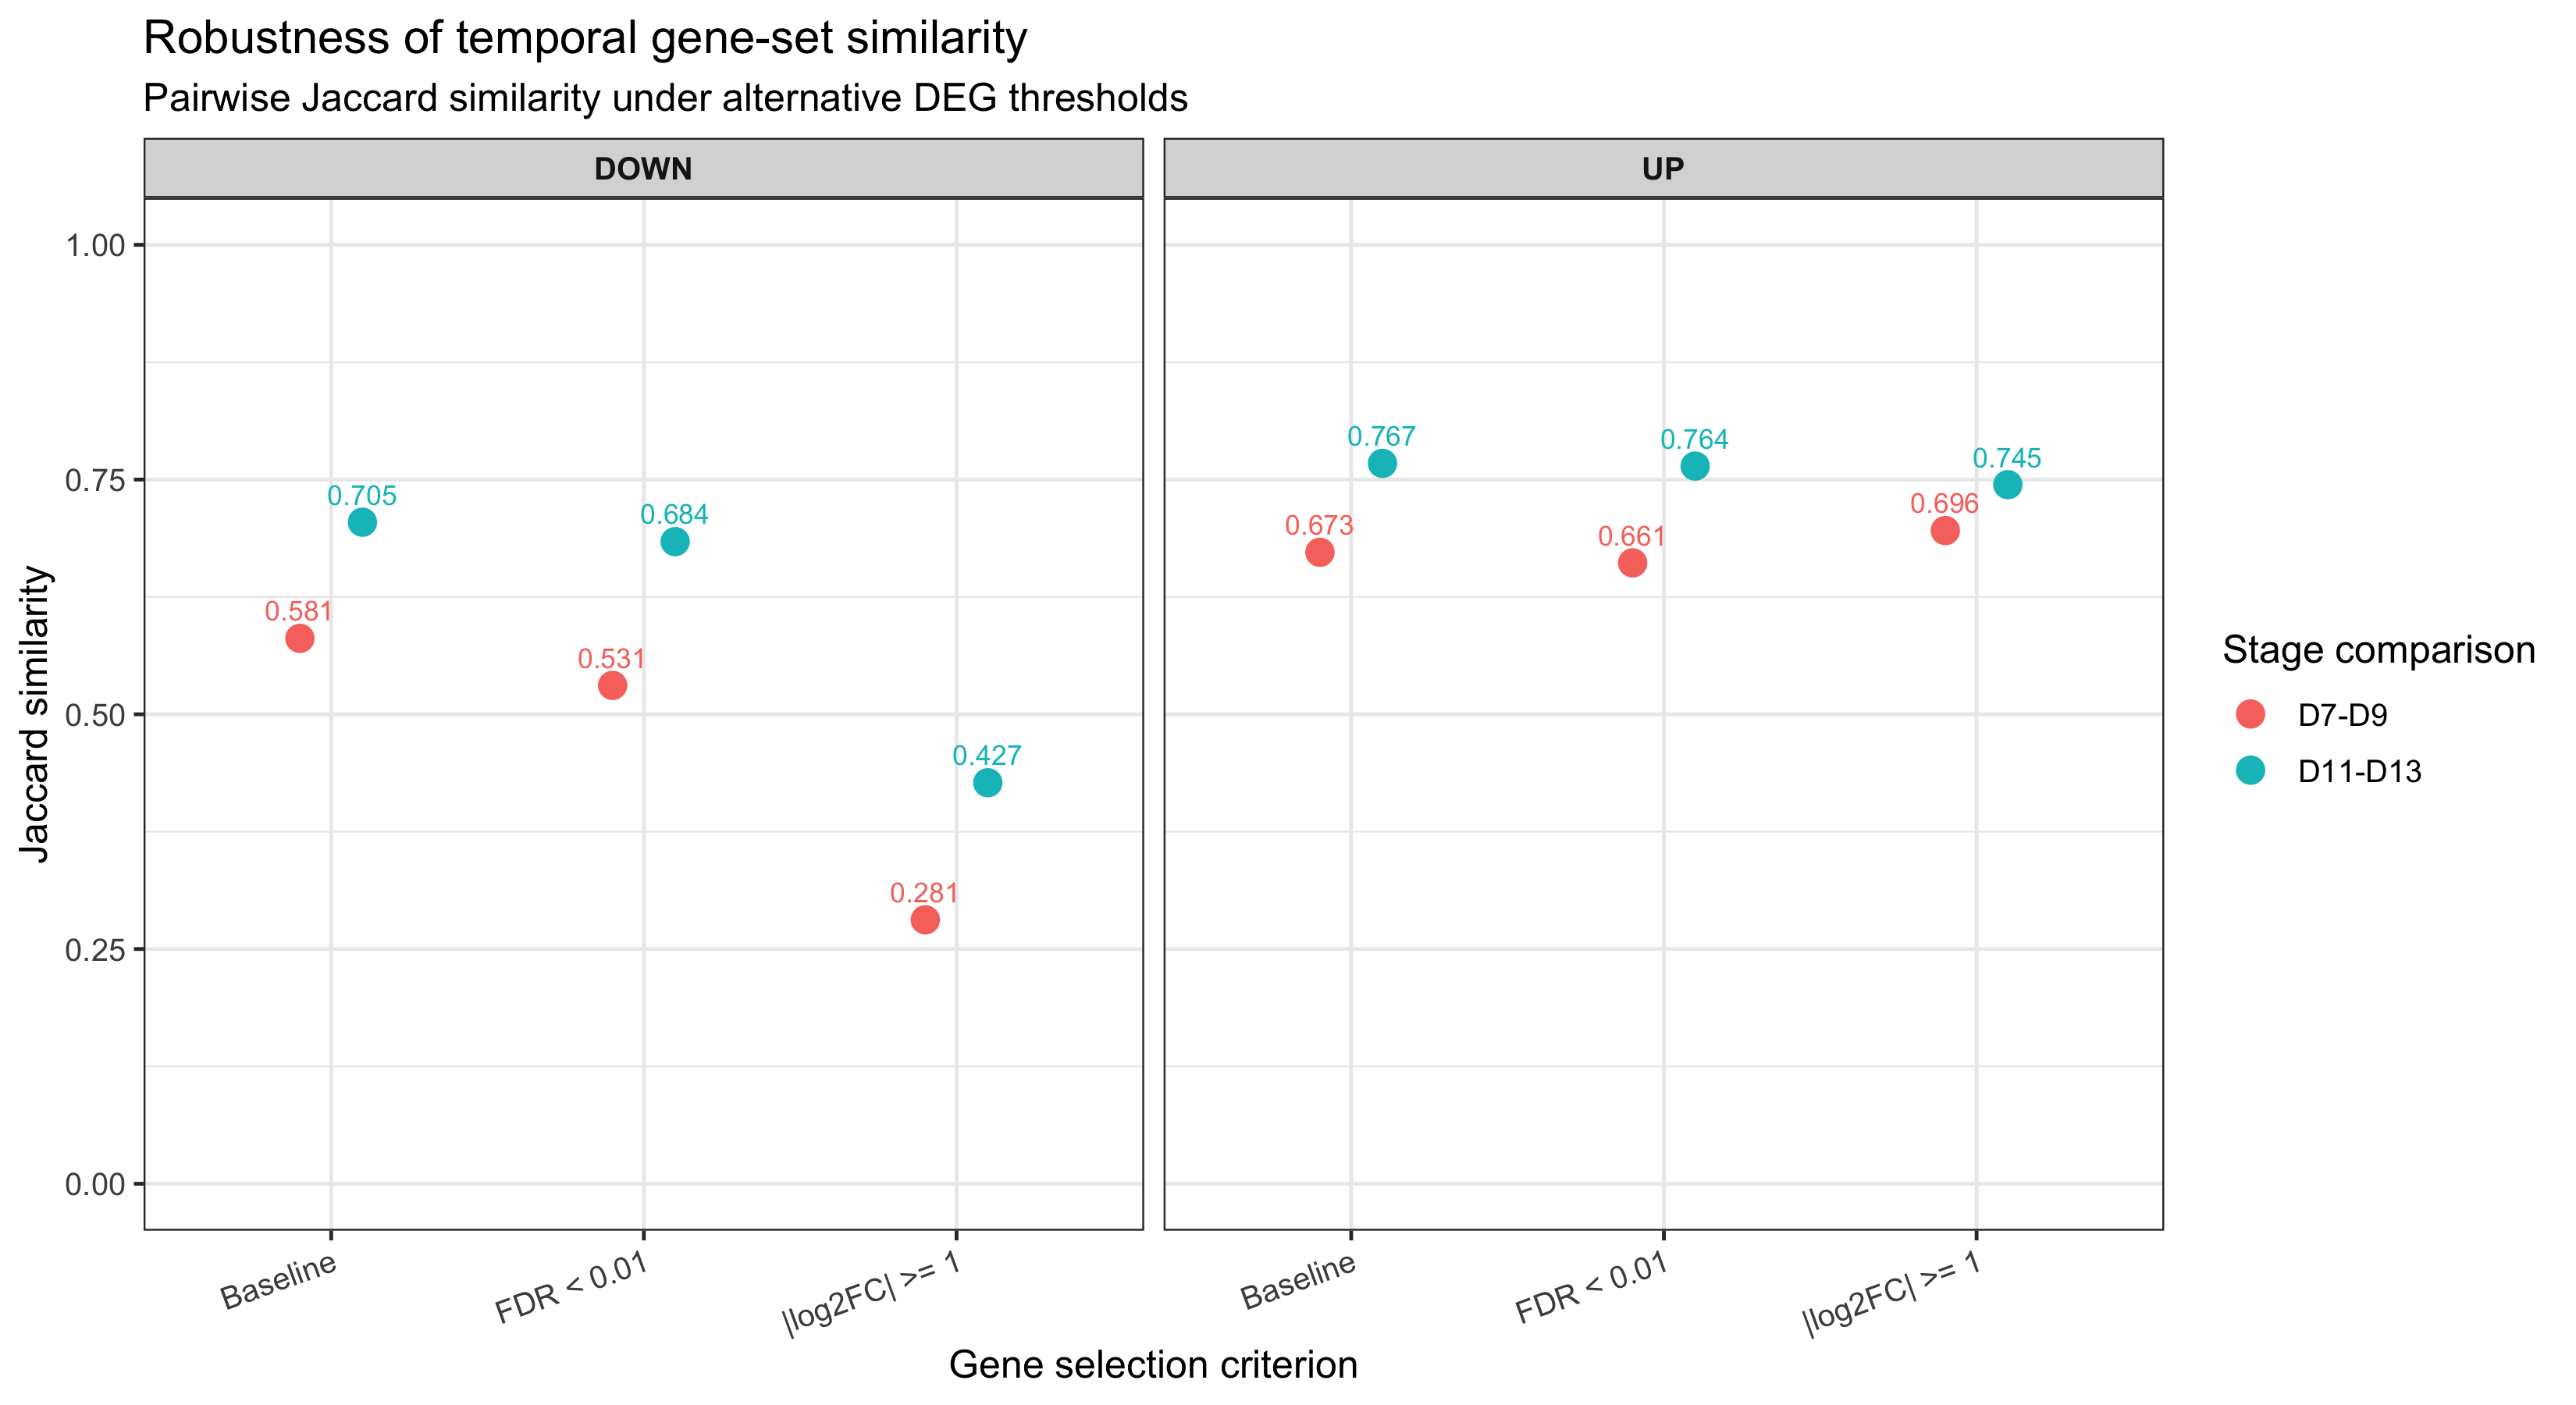 Robustness of temporal gene-set similarity
Pairwise Jaccard similarity under alternative DEG thresholds
DOWN
UP
Jaccard similarity
1.00
0.75
0.50
0.25
0.00
0.581
0.705
0.531
0.684
0.281
0.427
0.673
0.767
0.661
0.764
0.696
0.745
Baseline
FDR < 0.01
|log2FC| >= 1
Baseline
FDR < 0.01
|log2FC| >= 1
Gene selection criterion
Stage comparison
D7-D9
D11-D13